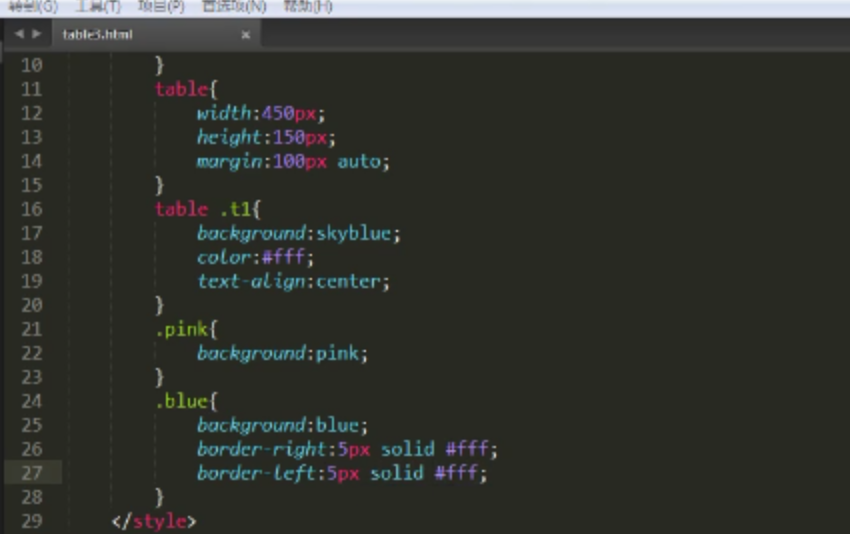 转到(G) 工具(T) 项目(P) 首选项(N) 帮助(H)
table3.html ×
10 }
11 table{
12 width:450px;
13 height:150px;
14 margin:100px auto;
15 }
16 table .t1{
17 background:skyblue;
18 color:#fff;
19 text-align:center;
20 }
21 .pink{
22 background:pink;
23 }
24 .blue{
25 background:blue;
26 border-right:5px solid #fff;
27 border-left:5px solid #fff;
28 }
29 </style>